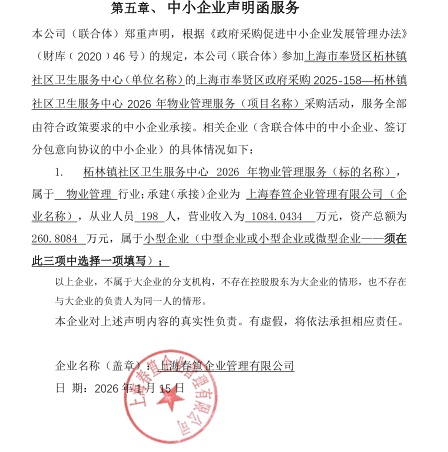 第五章、 中小企业声明函服务
本公司（联合体）郑重声明，根据《政府采购促进中小企业发展管理办法》
（财库﹝2020﹞46 号）的规定，本公司（联合体）参加上海市奉贤区柘林镇
社区卫生服务中心（单位名称）的上海市奉贤区政府采购 2025-158—柘林镇
社区卫生服务中心 2026 年物业管理服务（项目名称）采购活动，服务全部
由符合政策要求的中小企业承接。相关企业（含联合体中的中小企业、签订
分包意向协议的中小企业）的具体情况如下：
1. 柘林镇社区卫生服务中心 2026 年物业管理服务（标的名称），
属于 物业管理 行业；承建（承接）企业为 上海春笪企业管理有限公司（企
业名称），从业人员 198 人，营业收入为 1084.0434 万元，资产总额为
260.8084 万元，属于小型企业（中型企业或小型企业或微型企业——须在
此三项中选择一项填写）；
以上企业，不属于大企业的分支机构，不存在控股股东为大企业的情形，也不存在
与大企业的负责人为同一人的情形。
本企业对上述声明内容的真实性负责。有虚假，将依法承担相应责任。
企业名称（盖章）：上海春笪企业管理有限公司
日 期：2026 年 1 月 15 日
上海春笪企业管理有限公司